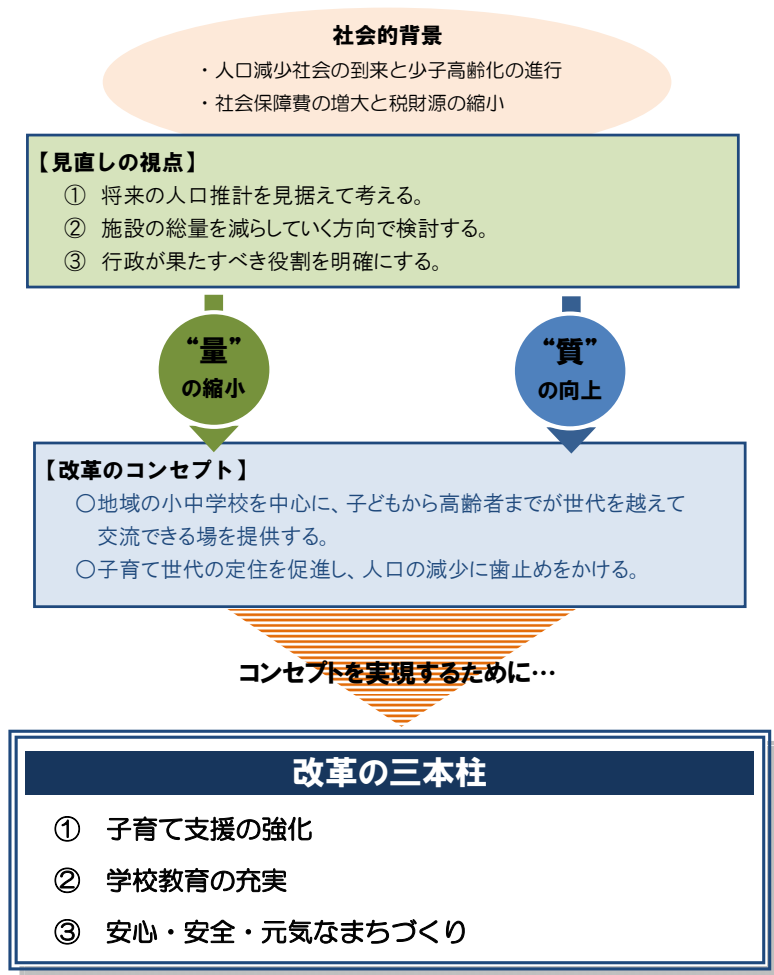 社会的背景
・人口減少社会の到来と少子高齢化の進行
・社会保障費の増大と税財源の縮小
【見直しの視点】
① 将来の人口推計を見据えて考える。
② 施設の総量を減らしていく方向で検討する。
③ 行政が果たすべき役割を明確にする。
“量”
の縮小
“質”
の向上
【改革のコンセプト】
○地域の小中学校を中心に、子どもから高齢者までが世代を越えて
交流できる場を提供する。
○子育て世代の定住を促進し、人口の減少に歯止めをかける。
コンセプトを実現するために…
改革の三本柱
① 子育て支援の強化
② 学校教育の充実
③ 安心・安全・元気なまちづくり